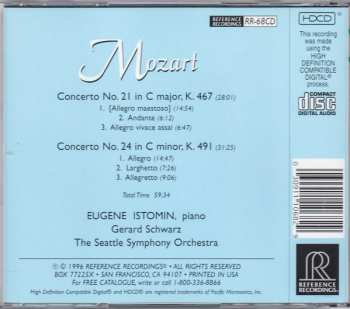 REFERENCE RECORDINGS RR-68CD
HDCD
This recording
was made
using the
HIGH
DEFINITION
COMPATIBLE
DIGITAL®
process.
COMPACT
disc
DIGITAL AUDIO
Mozart
Concerto No. 21 in C major, K. 467 (28:01)
1. [Allegro maestoso] (14:54)
2. Andante (6:12)
3. Allegro vivace assai (6:47)
Concerto No. 24 in C minor, K. 491 (31:25)
1. Allegro (14:47)
2. Larghetto (7:26)
3. Allegretto (9:06)
Total Time 59:34
EUGENE ISTOMIN, piano
Gerard Schwarz
The Seattle Symphony Orchestra
℗ © 1996 REFERENCE RECORDINGS® • ALL RIGHTS RESERVED
BOX 77225X • SAN FRANCISCO, CA 94107 • PRINTED IN USA
For FREE CATALOGUE, write or call 1-800-336-8866
High Definition Compatible Digital® and HDCD® are registered trademarks of Pacific Microsonics, Inc.
RR
REFERENCE
RECORDINGS